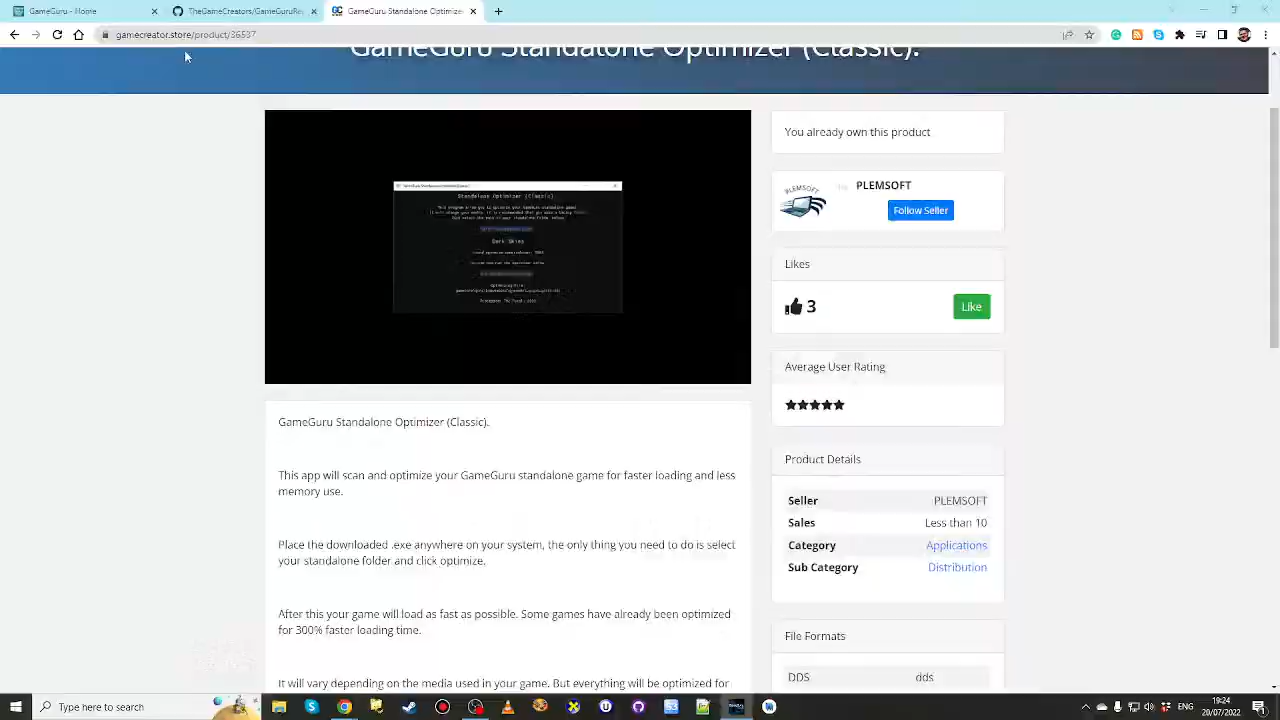 GameGuru - Home
TheGameCreators/GameGuruRe
GameGuru Standalone Optimize
gamecreator.store/product/36537
GameGuru Standalone Optimizer (Classic).
You already own this product
PLEMSOFT
PLEMSOFT
Follow Seller
Likes
3
Like
Average User Rating
Standalone Optimizer (Classic)
Dark Skies
GameGuru Standalone Optimizer (Classic).
This app will scan and optimize your GameGuru standalone game for faster loading and less
memory use.
Place the downloaded .exe anywhere on your system, the only thing you need to do is select
your standalone folder and click optimize.
After this your game will load as fast as possible. Some games have already been optimized
for 300% faster loading time.
It will vary depending on the media used in your game. But everything will be optimized for
Product Details
Seller PLEMSOFT
Sales Less than 10
Category Applications
Sub Category Distribution
File Formats
DDS dds
Type here to search
19:24
20/07/2022